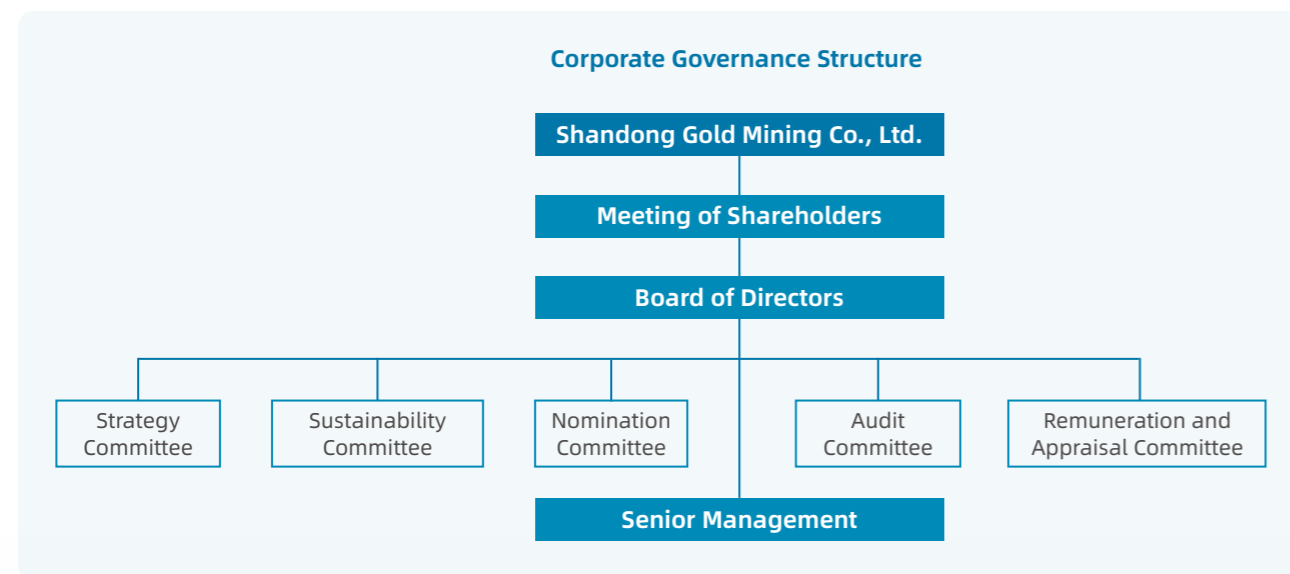 Corporate Governance Structure
Shandong Gold Mining Co., Ltd.
Meeting of Shareholders
Board of Directors
Strategy
Committee
Sustainability
Committee
Nomination
Committee
Audit
Committee
Remuneration and
Appraisal Committee
Senior Management